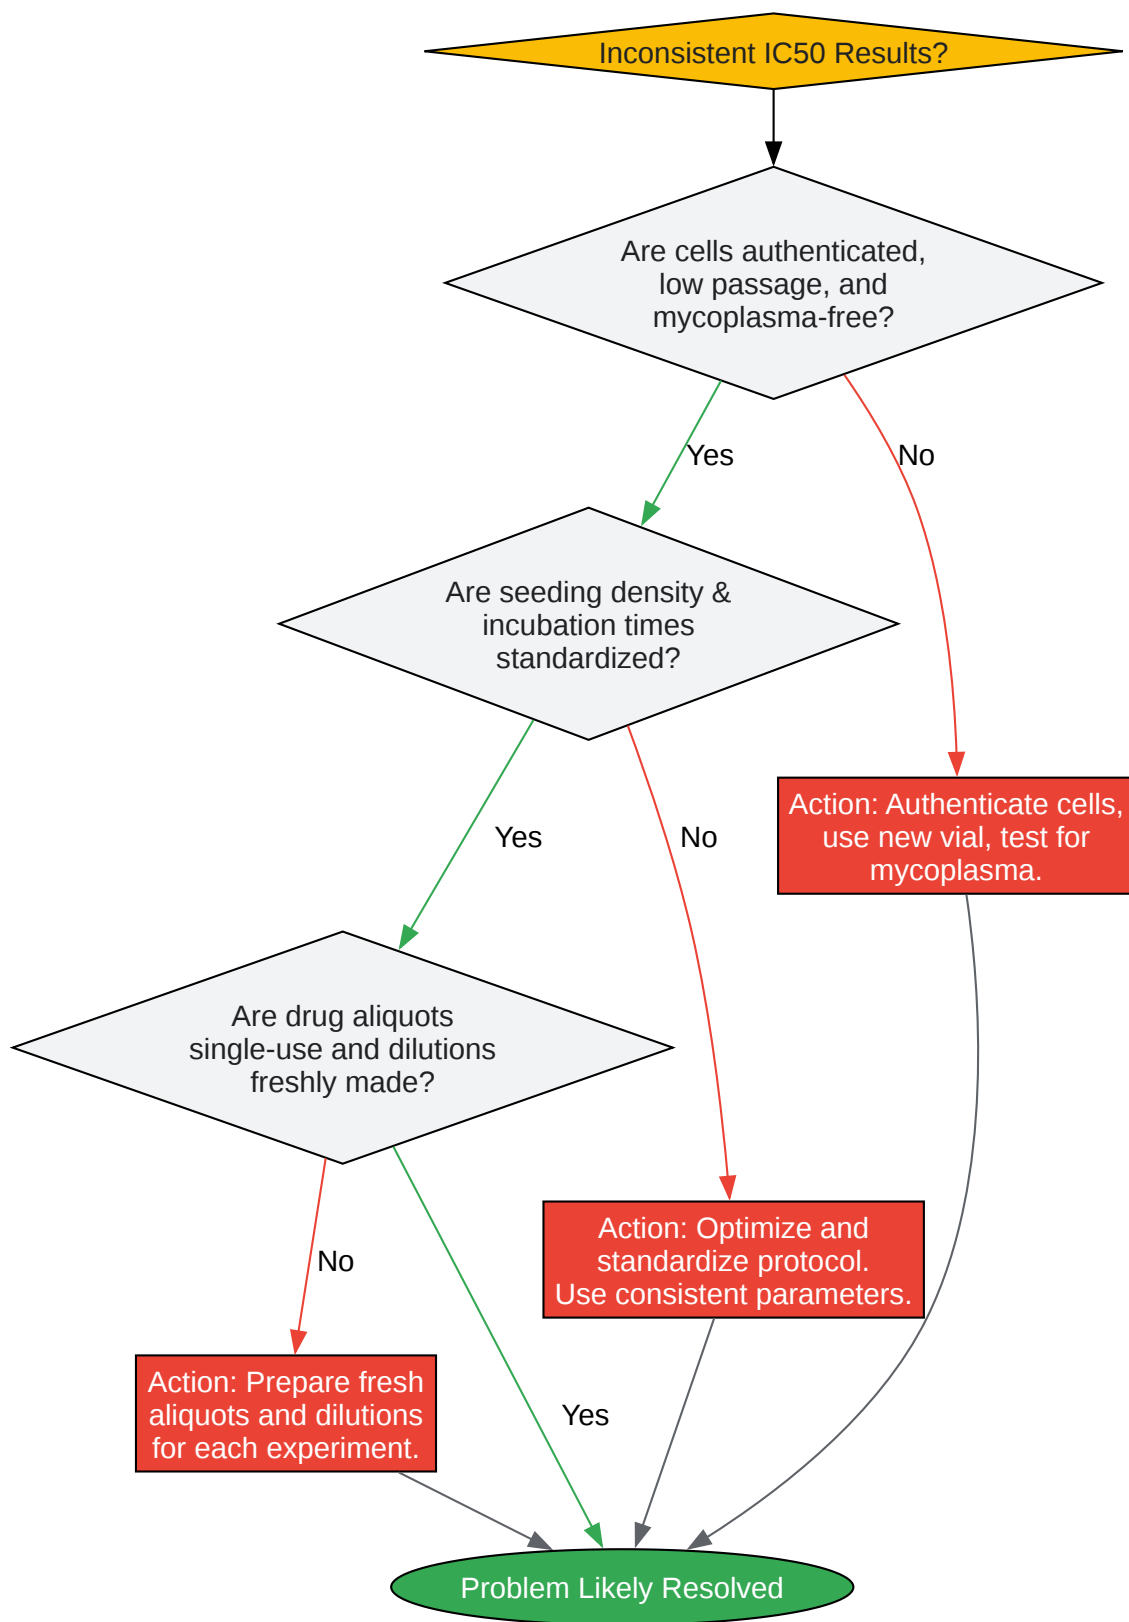 Inconsistent IC50 Results?
Are cells authenticated,
low passage, and
mycoplasma-free?
Yes
No
Are seeding density &
incubation times
standardized?
Yes
No
Action: Authenticate cells,
use new vial, test for
mycoplasma.
Are drug aliquots
single-use and dilutions
freshly made?
No
Yes
Action: Optimize and
standardize protocol.
Use consistent parameters.
Action: Prepare fresh
aliquots and dilutions
for each experiment.
Problem Likely Resolved